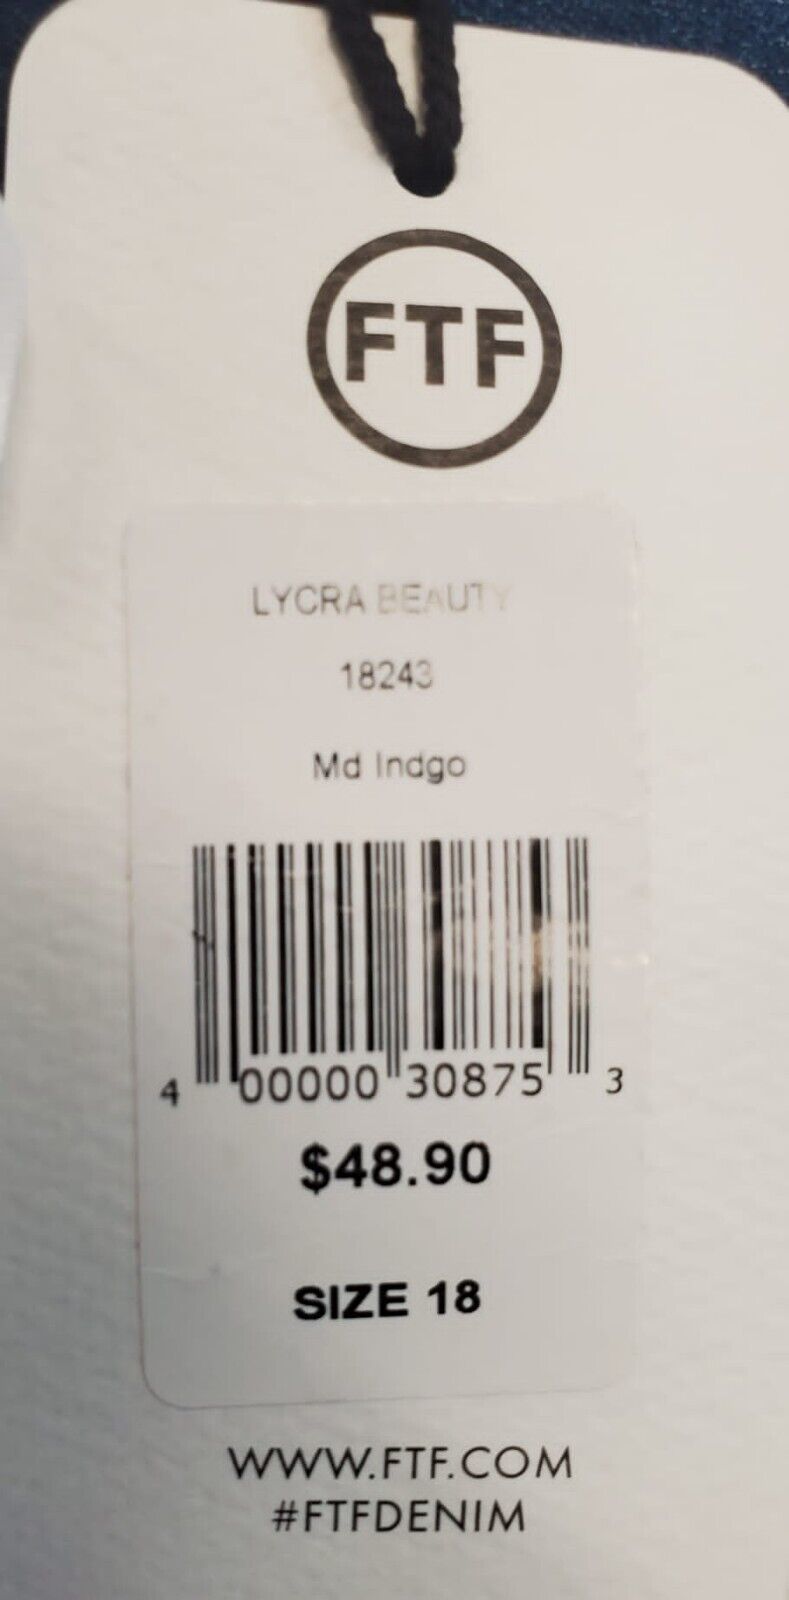 FTF
LYCRA BEAUTY
18243
Md Indgo
4 00000 30875 3
$48.90
SIZE 18
WWW.FTF.COM
#FTFDENIM